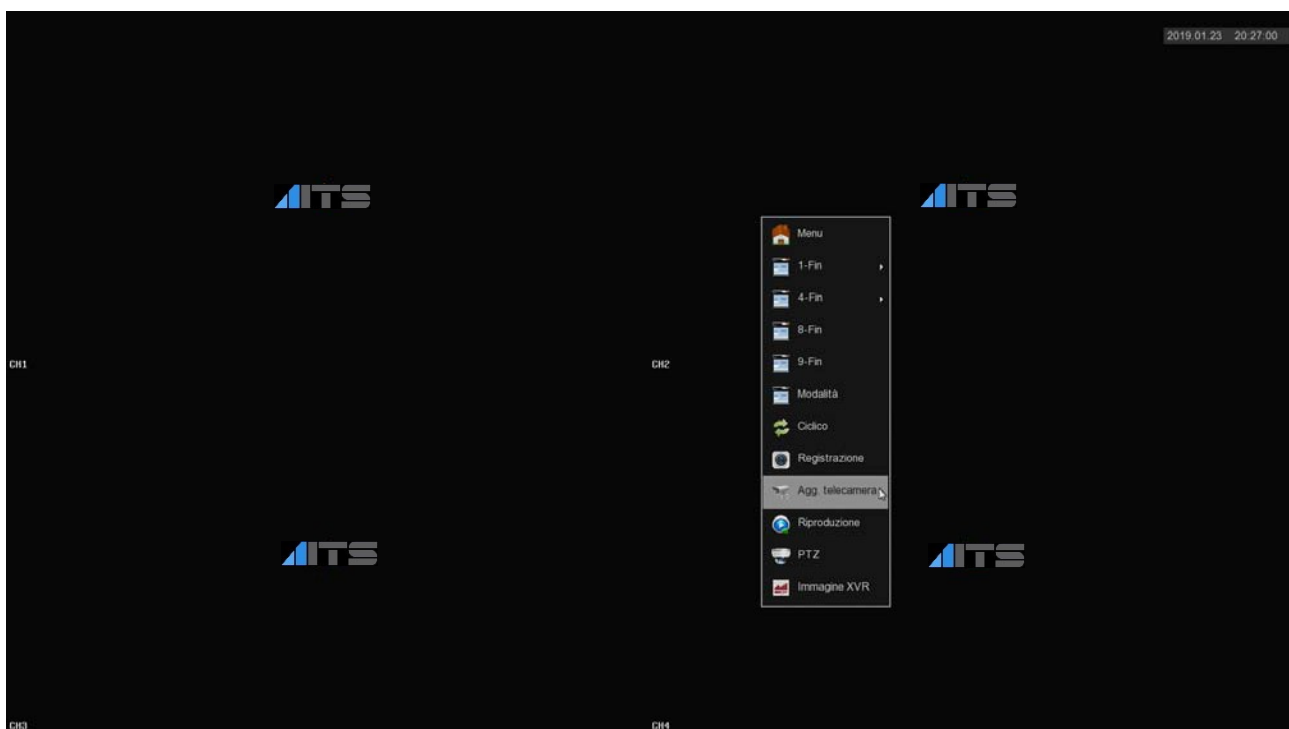 2019.01.23 20:27:00
ITS
ITS
Menu
1-Fin
4-Fin
8-Fin
9-Fin
CH1
CH2
Modalità
Ciclico
Registrazione
Agg. telecamera
Riproduzione
ITS
ITS
PTZ
Immagine XVR
CH3
CH4